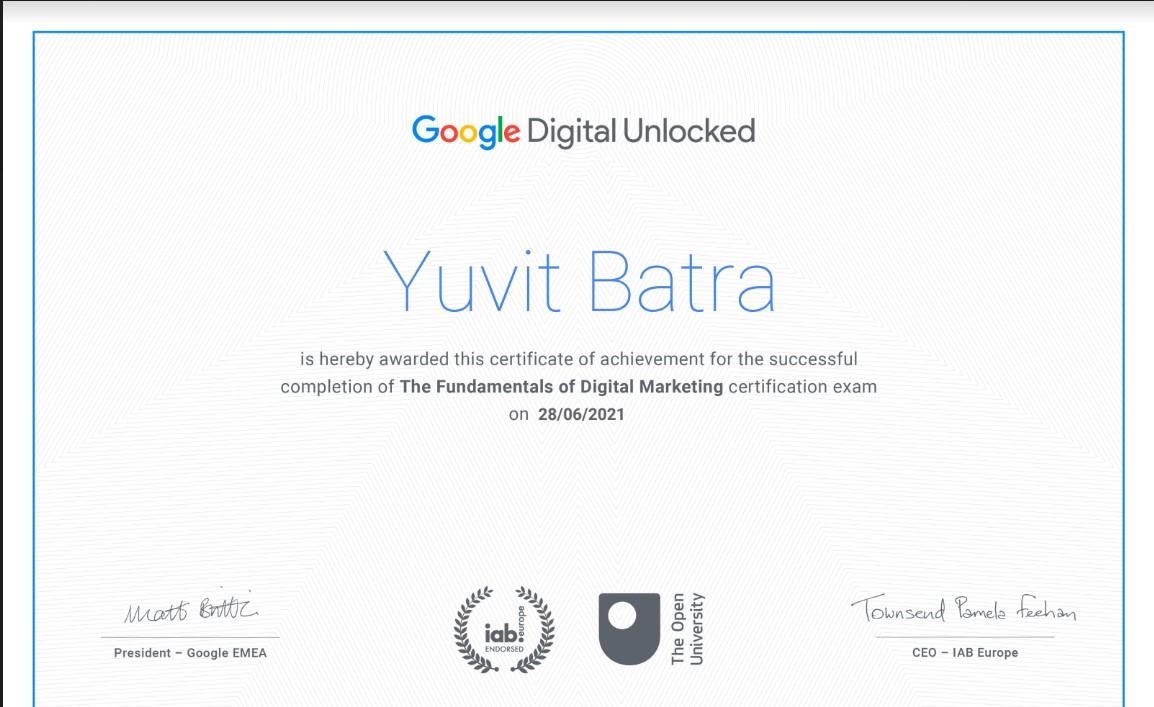 Google Digital Unlocked
Yuvit Batra
is hereby awarded this certificate of achievement for the successful
completion of The Fundamentals of Digital Marketing certification exam
on 28/06/2021
Matt Brittin
President – Google EMEA
iab. europe
ENDORSED
The Open
University
Townsend Pamela Feehan
CEO – IAB Europe